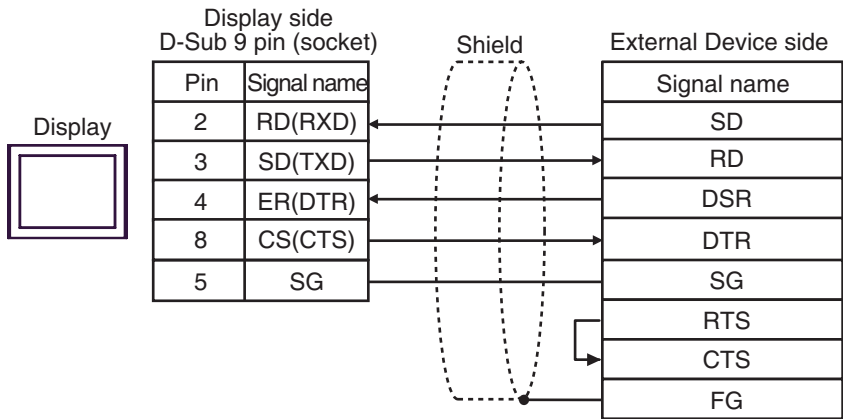 Display side
D-Sub 9 pin (socket)
Shield
External Device side
Display
Pin Signal name
2 RD(RXD)
3 SD(TXD)
4 ER(DTR)
8 CS(CTS)
5 SG
Signal name
SD
RD
DSR
DTR
SG
RTS
CTS
FG